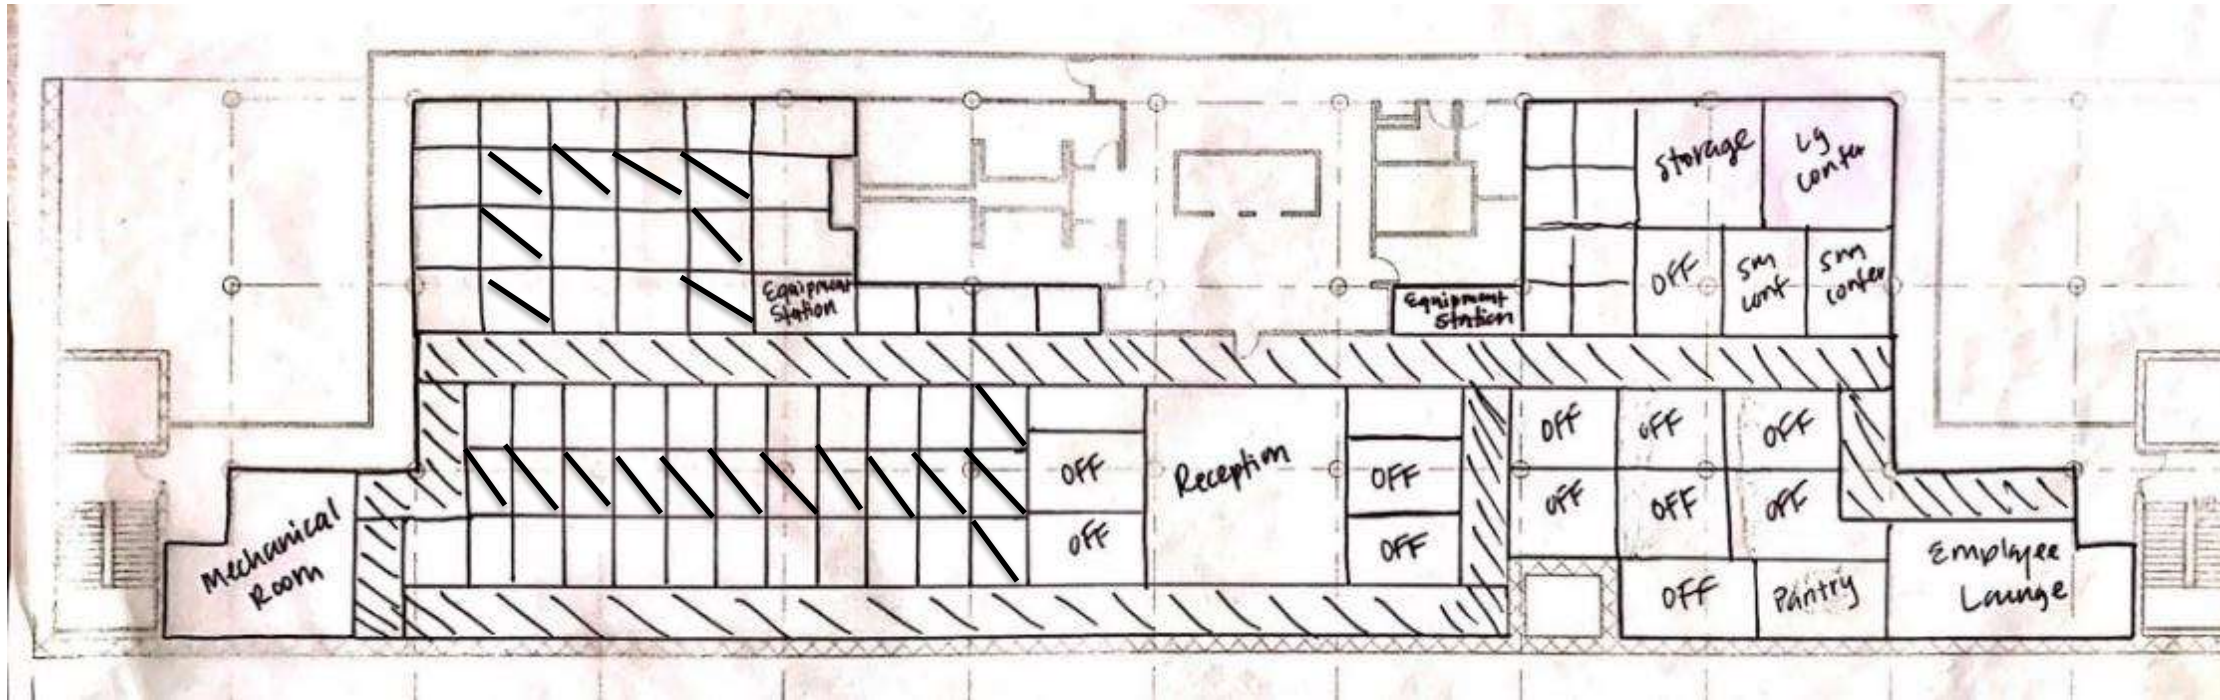 Storage
Lg
confer
Equipment
Station
Equipment
Station
OFF
sm
conf
sm
confer
OFF
OFF
OFF
OFF
Reception
OFF
OFF
OFF
OFF
OFF
OFF
OFF
Mechanical
Room
OFF
Pantry
Employee
Lounge